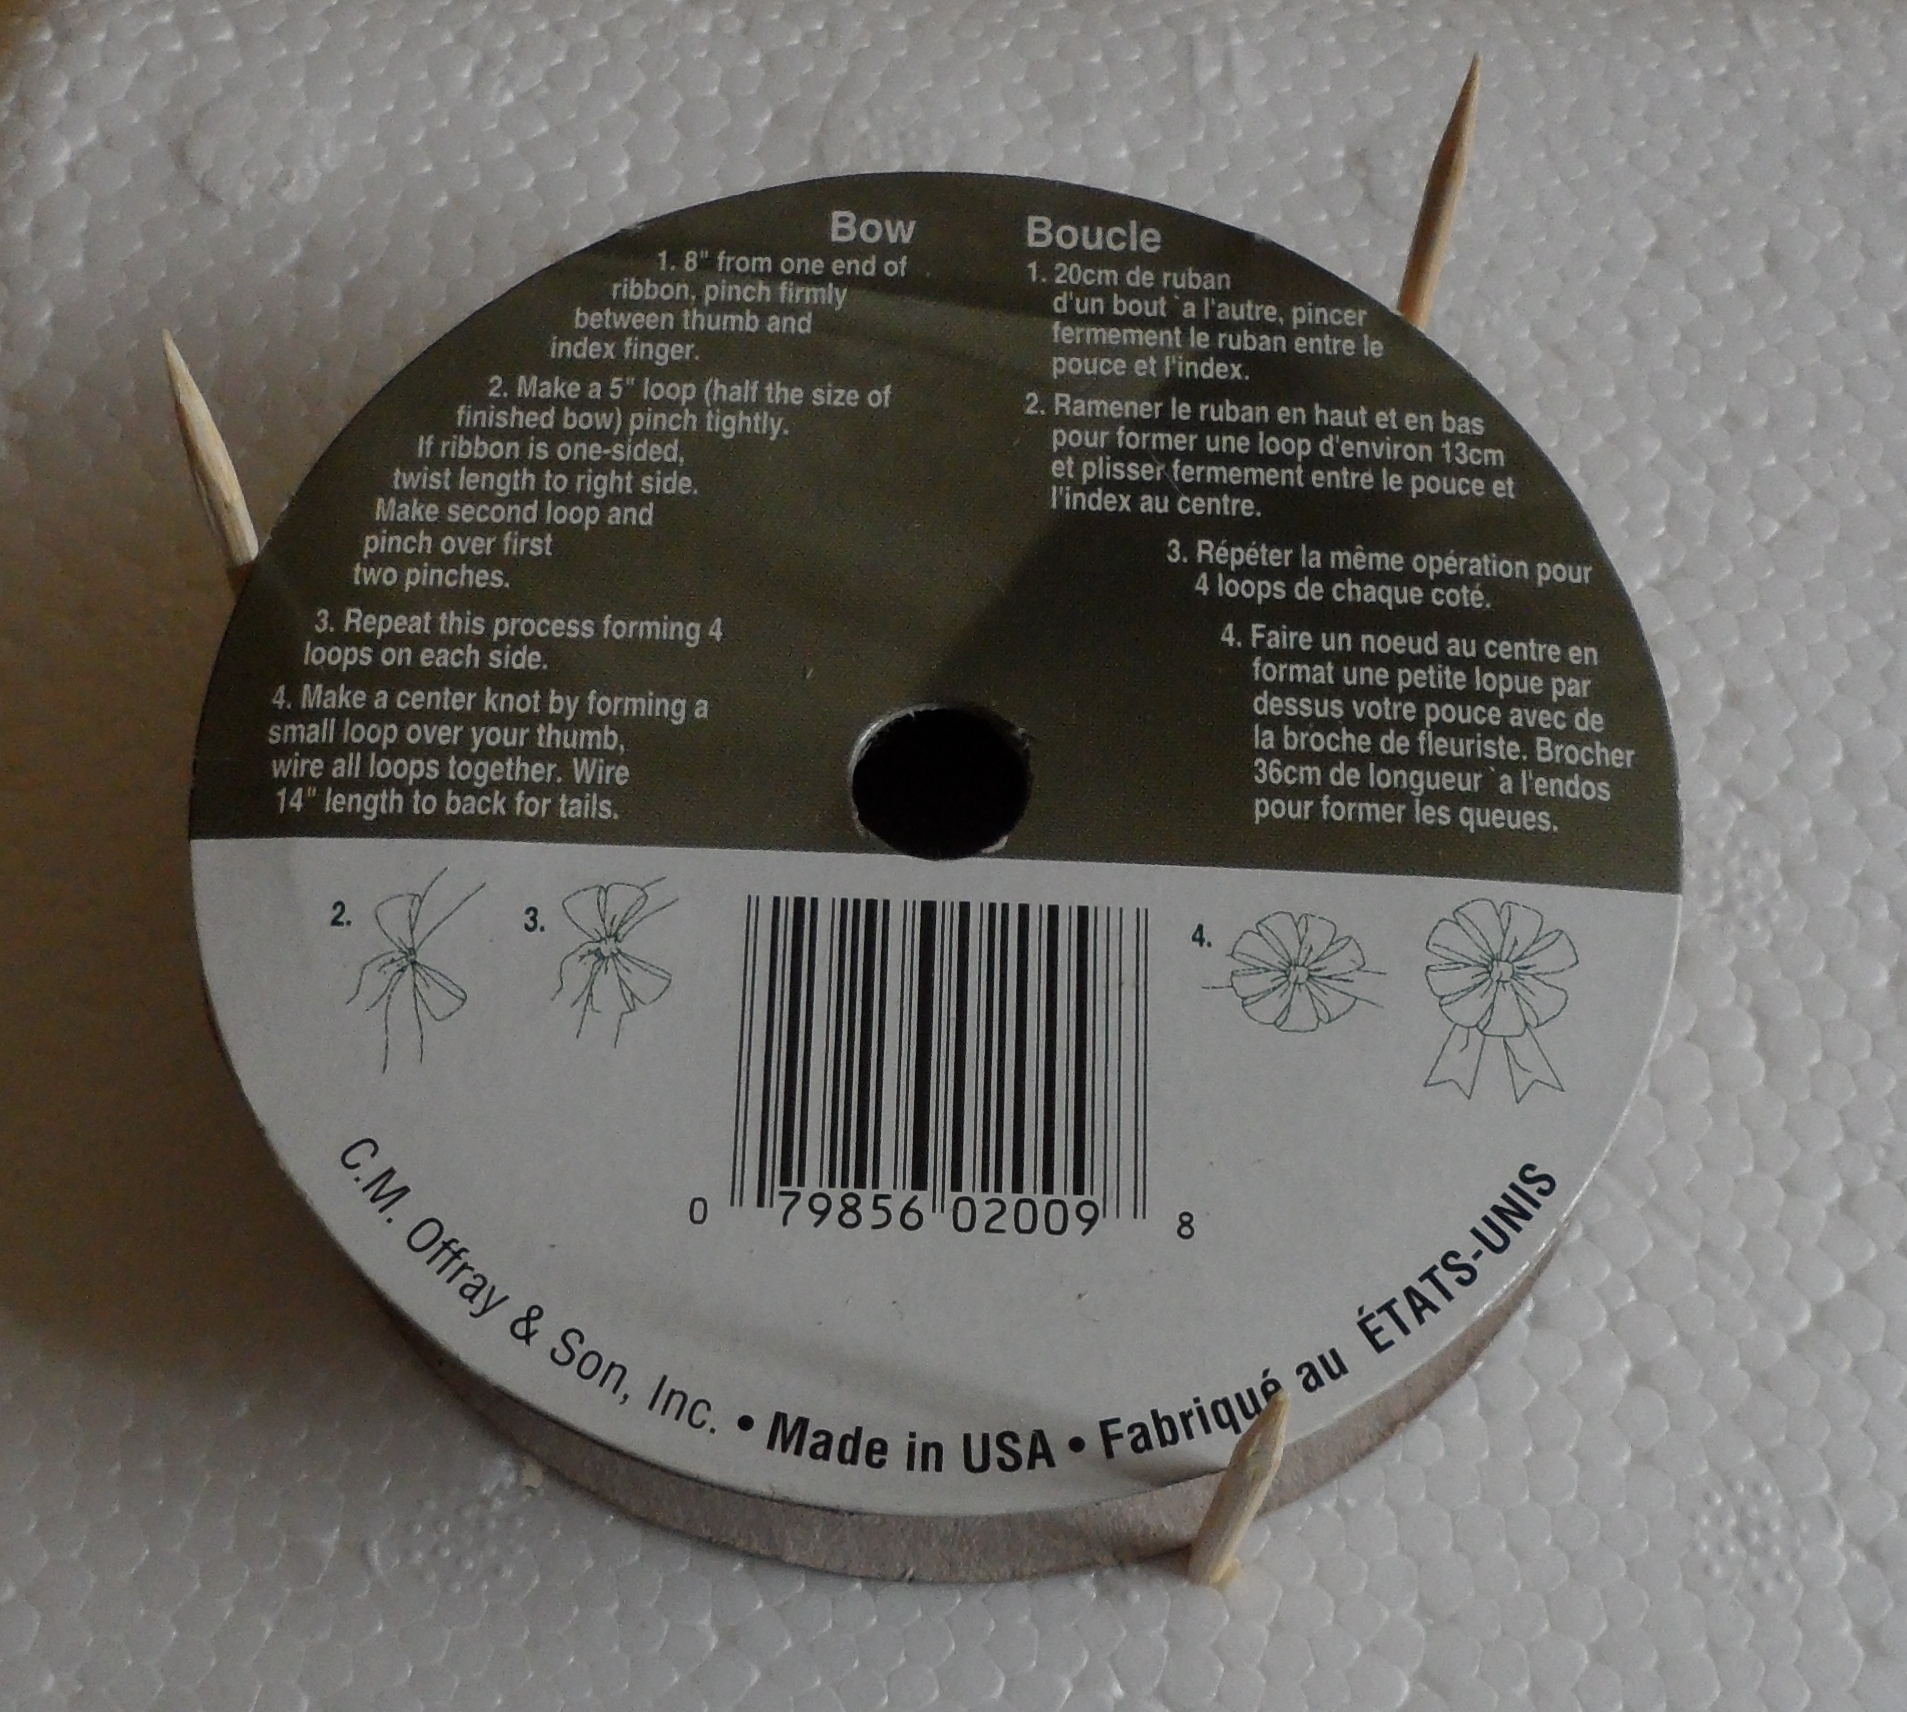 Bow
1. 8" from one end of
ribbon, pinch firmly
between thumb and
index finger.
2. Make a 5" loop (half the size of
finished bow) pinch tightly.
If ribbon is one-sided,
twist length to right side.
Make second loop and
pinch over first
two pinches.
3. Repeat this process forming 4
loops on each side.
4. Make a center knot by forming a
small loop over your thumb,
wire all loops together. Wire
14" length to back for tails.
Boucle
1. 20cm de ruban
d'un bout `a l'autre, pincer
fermement le ruban entre le
pouce et l'index.
2. Ramener le ruban en haut et en bas
pour former une loop d'environ 13cm
et plisser fermement entre le pouce et
l'index au centre.
3. Répéter la même opération pour
4 loops de chaque coté.
4. Faire un noeud au centre en
format une petite lopue par
dessus votre pouce avec de
la broche de fleuriste. Brocher
36cm de longueur `a l'endos
pour former les queues.
2.
3.
4.
0 79856 02009 8
C.M. Offray & Son, Inc. • Made in USA • Fabriqué au ÉTATS-UNIS